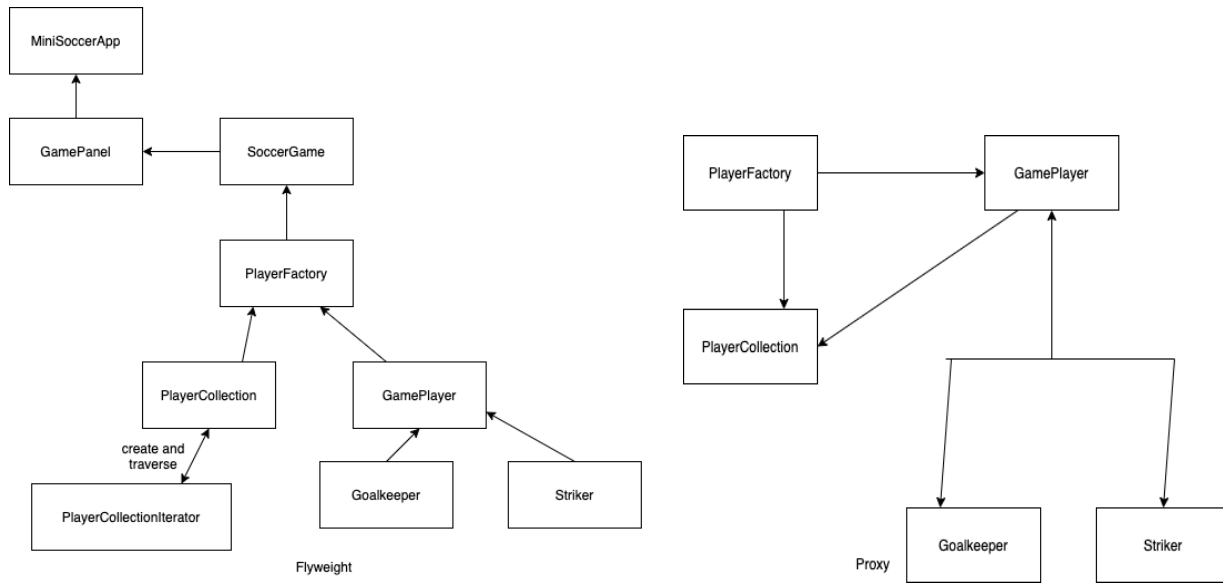 MiniSoccerApp
GamePanel
SoccerGame
PlayerFactory
PlayerCollection
GamePlayer
create and
traverse
PlayerCollectionIterator
Goalkeeper
Striker
Flyweight
PlayerFactory
GamePlayer
PlayerCollection
Goalkeeper
Striker
Proxy